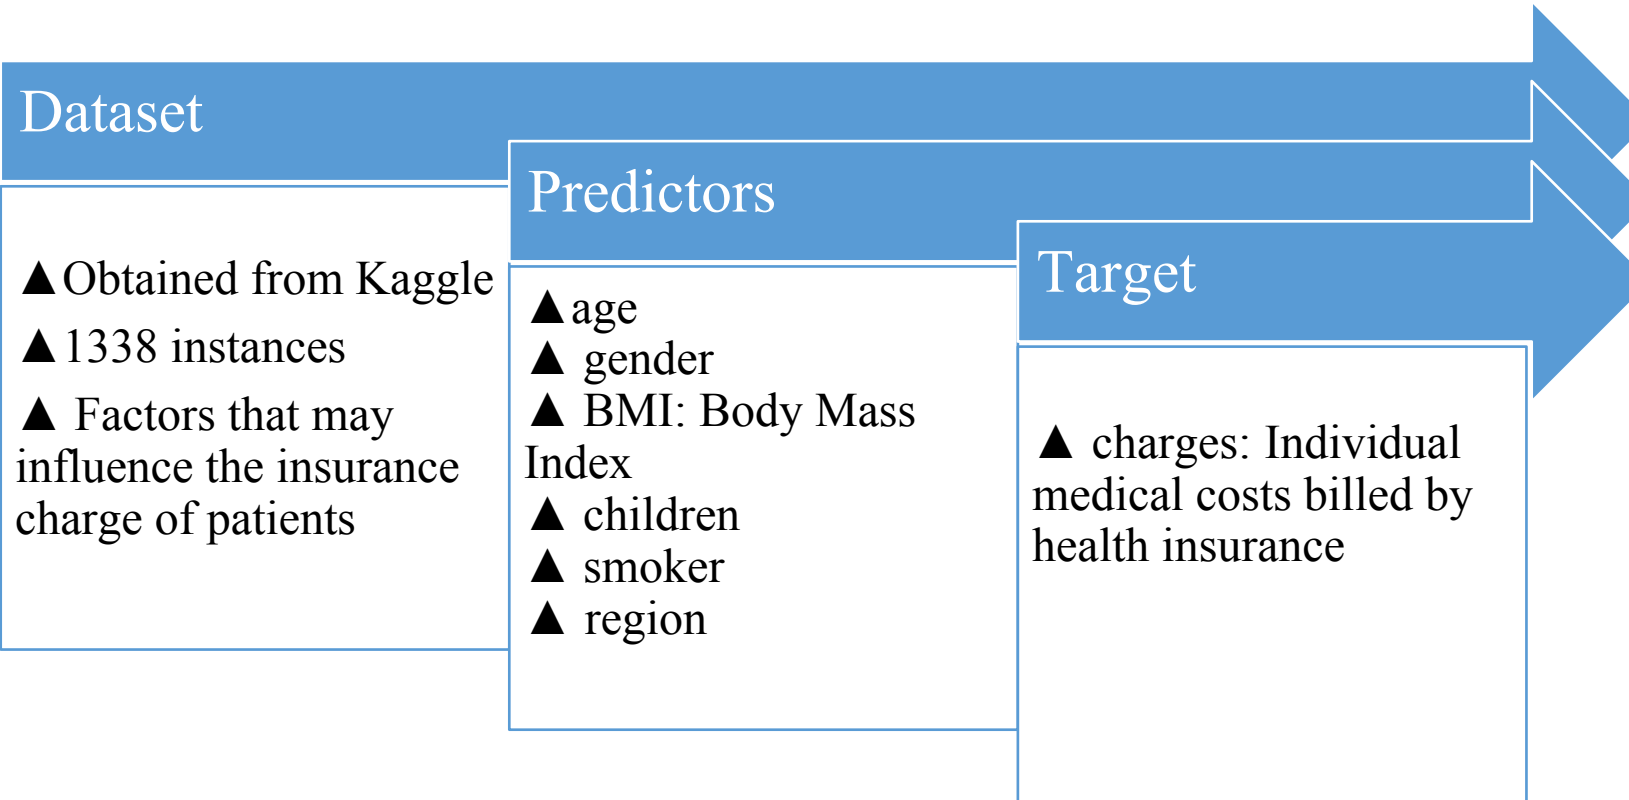 Dataset
▲Obtained from Kaggle
▲1338 instances
▲ Factors that may
influence the insurance
charge of patients
Predictors
▲age
▲ gender
▲ BMI: Body Mass
Index
▲ children
▲ smoker
▲ region
Target
▲ charges: Individual
medical costs billed by
health insurance